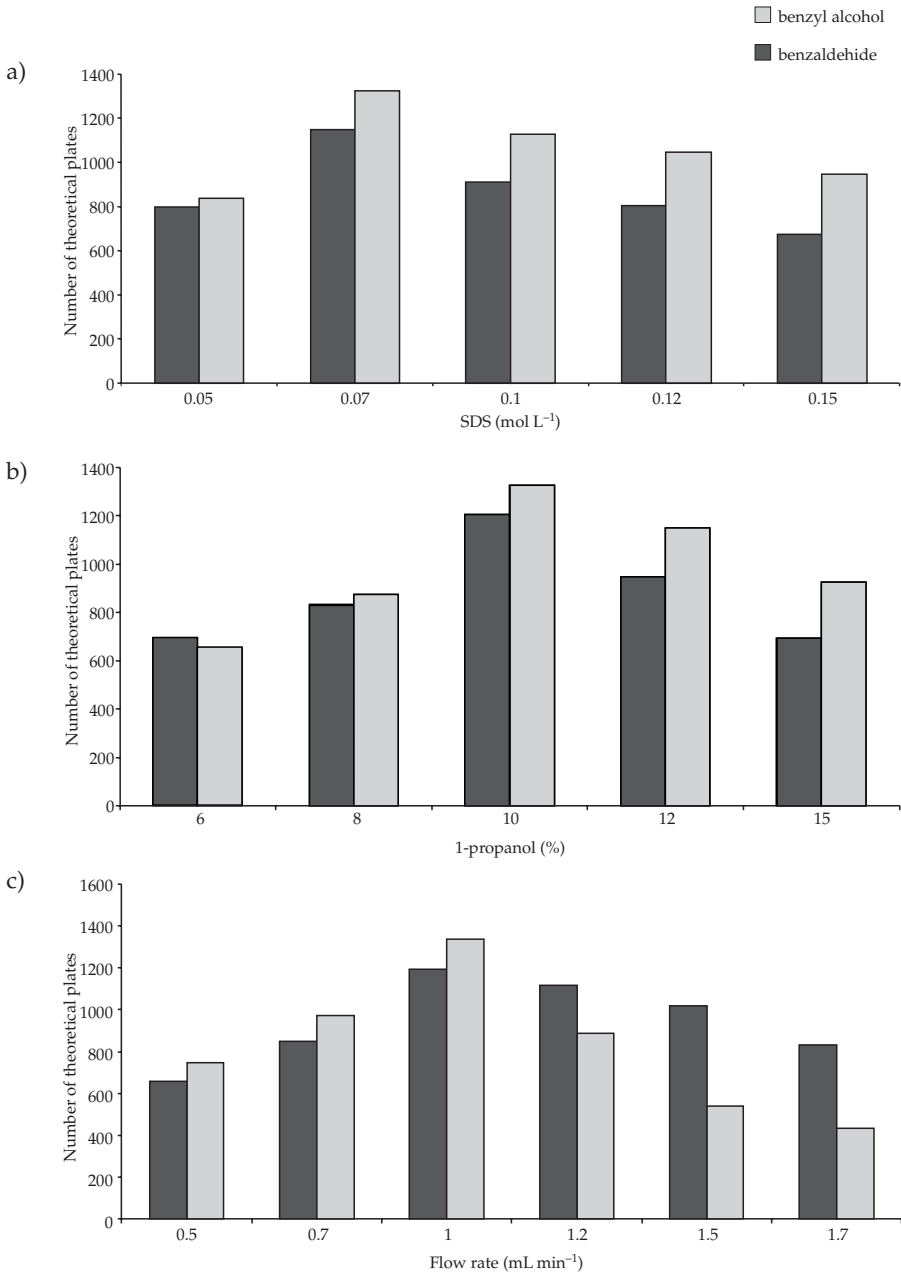 benzyl alcohol
benzaldehide
a)
Number of theoretical plates
1400
1200
1000
800
600
400
200
0
0.05 0.07 0.1 0.12 0.15
SDS (mol L⁻¹)
b)
Number of theoretical plates
1400
1200
1000
800
600
400
200
0
6 8 10 12 15
1-propanol (%)
c)
Number of theoretical plates
1600
1400
1200
1000
800
600
400
200
0
0.5 0.7 1 1.2 1.5 1.7
Flow rate (mL min⁻¹)